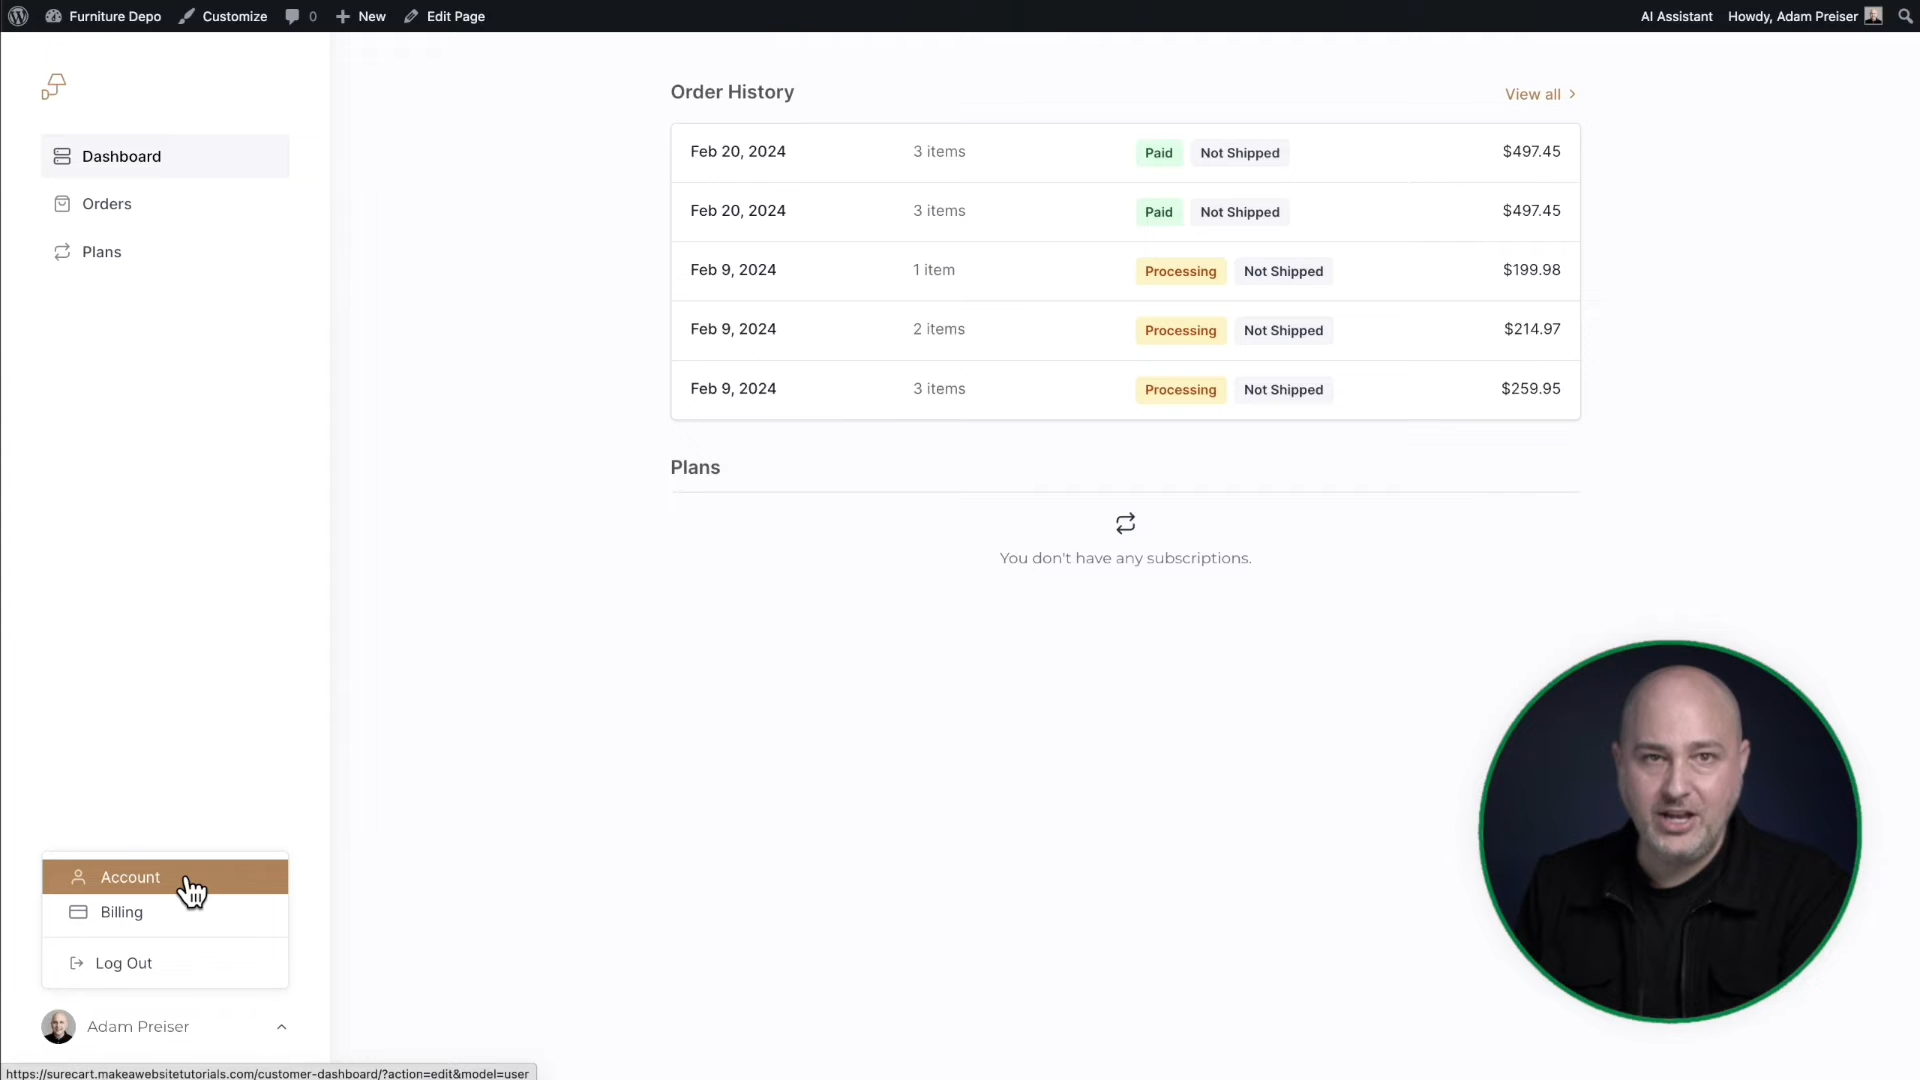 Furniture Depo Customize 0 New Edit Page AI Assistant Howdy, Adam Preiser
Dashboard
Orders
Plans
Order History View all
Feb 20, 2024 3 items Paid Not Shipped $497.45
Feb 20, 2024 3 items Paid Not Shipped $497.45
Feb 9, 2024 1 item Processing Not Shipped $199.98
Feb 9, 2024 2 items Processing Not Shipped $214.97
Feb 9, 2024 3 items Processing Not Shipped $259.95
Plans
You don't have any subscriptions.
Account
Billing
Log Out
Adam Preiser
https://surecart.makeawebsitetutorials.com/customer-dashboard/?action=edit&model=user